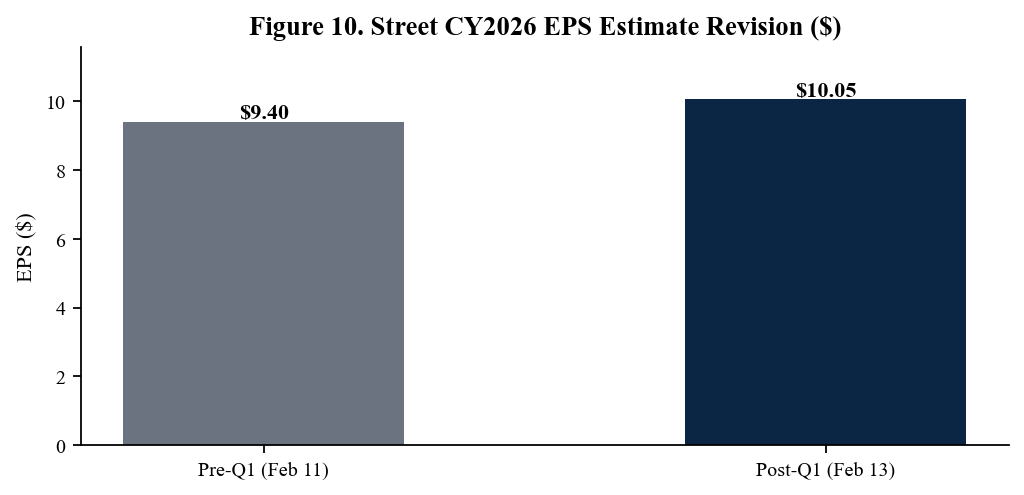 Figure 10. Street CY2026 EPS Estimate Revision ($)
$9.40
$10.05
10
8
6
4
2
0
EPS ($)
Pre-Q1 (Feb 11)
Post-Q1 (Feb 13)